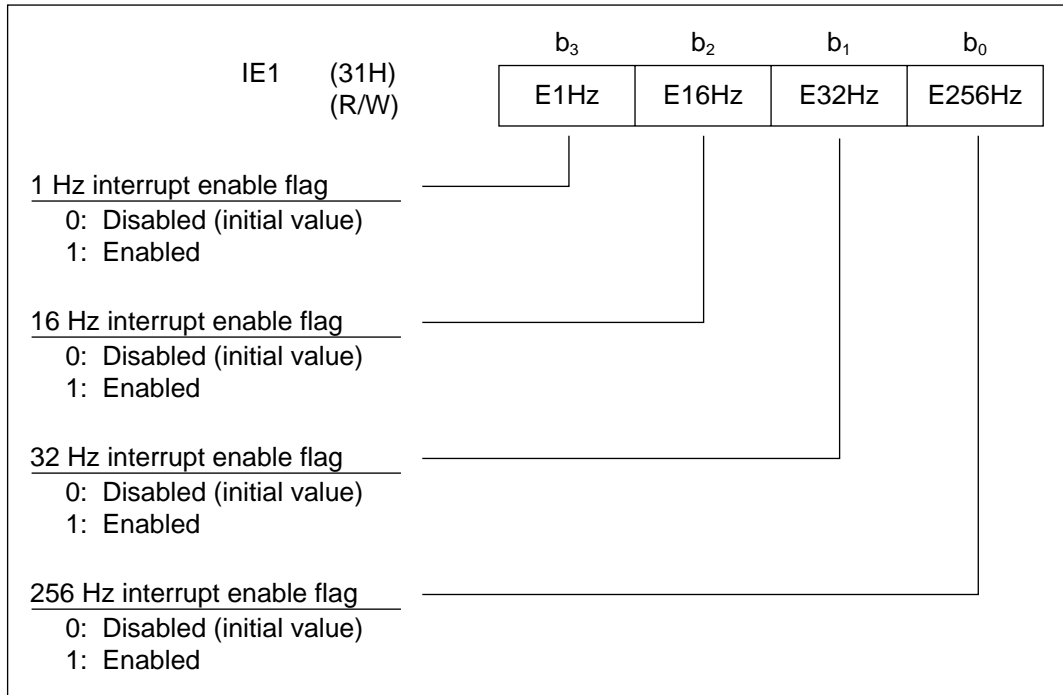 b3 b2 b1 b0
IE1 (31H)
(R/W)
E1Hz E16Hz E32Hz E256Hz
1 Hz interrupt enable flag
0: Disabled (initial value)
1: Enabled
16 Hz interrupt enable flag
0: Disabled (initial value)
1: Enabled
32 Hz interrupt enable flag
0: Disabled (initial value)
1: Enabled
256 Hz interrupt enable flag
0: Disabled (initial value)
1: Enabled